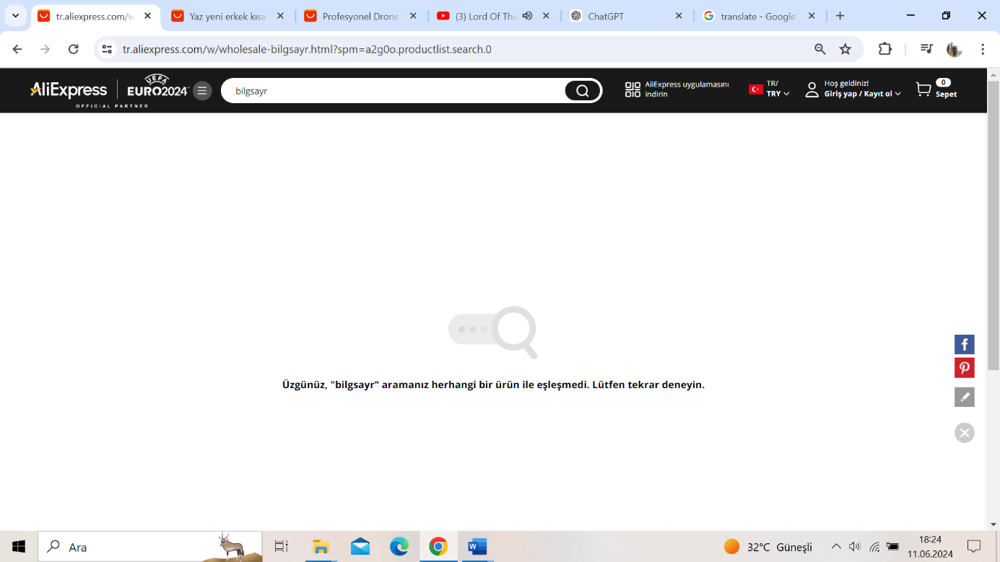 tr.aliexpress.com/w
Yaz yeni erkek kısa
Profesyonel Drone
(3) Lord Of The
ChatGPT
translate - Google'
tr.aliexpress.com/w/wholesale-bilgsayr.html?spm=a2g0o.productlist.search.0
AliExpress
UEFA
EURO2024
OFFICIAL PARTNER
bilgsayr
AliExpress uygulamasını
indirin
TR/
TRY
Hoş geldiniz!
Giriş yap / Kayıt ol
0
Sepet
Üzgünüz, "bilgsayr" aramanız herhangi bir ürün ile eşleşmedi. Lütfen tekrar deneyin.
Ara
32°C Güneşli
18:24
11.06.2024